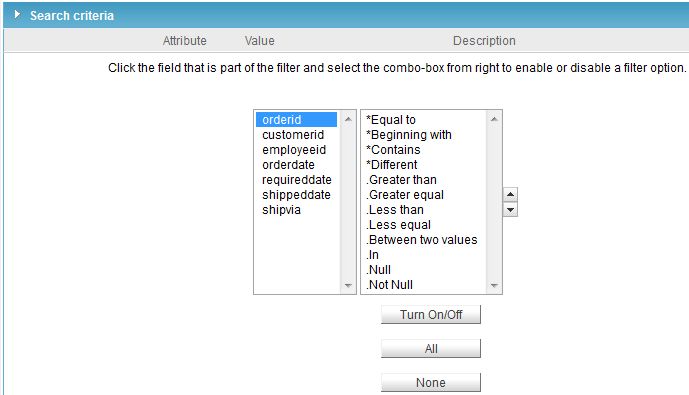 Search criteria
Attribute Value Description
Click the field that is part of the filter and select the combo-box from right to enable or disable a filter option.
orderid
customerid
employeeid
orderdate
requireddate
shippeddate
shipvia
*Equal to
*Beginning with
*Contains
*Different
.Greater than
.Greater equal
.Less than
.Less equal
.Between two values
.In
.Null
.Not Null
Turn On/Off
All
None